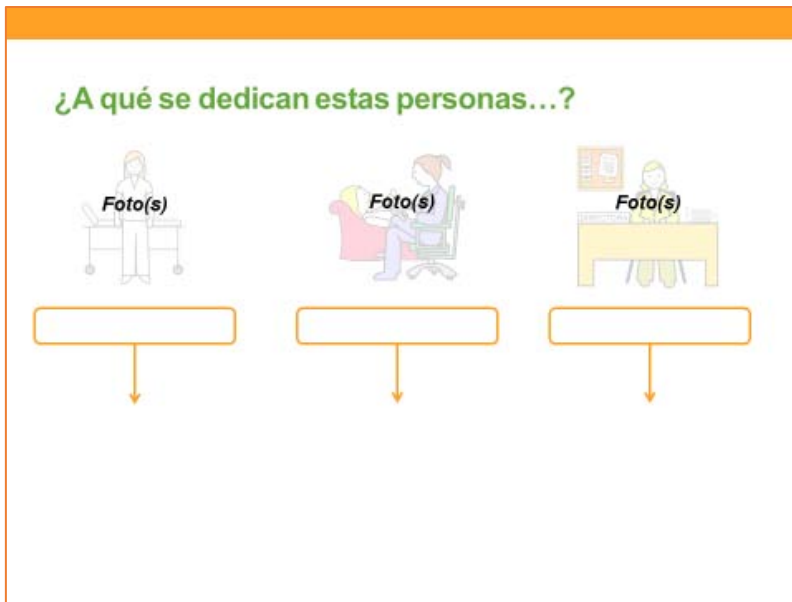 ¿A qué se dedican estas personas…?
Foto(s) Foto(s) Foto(s)